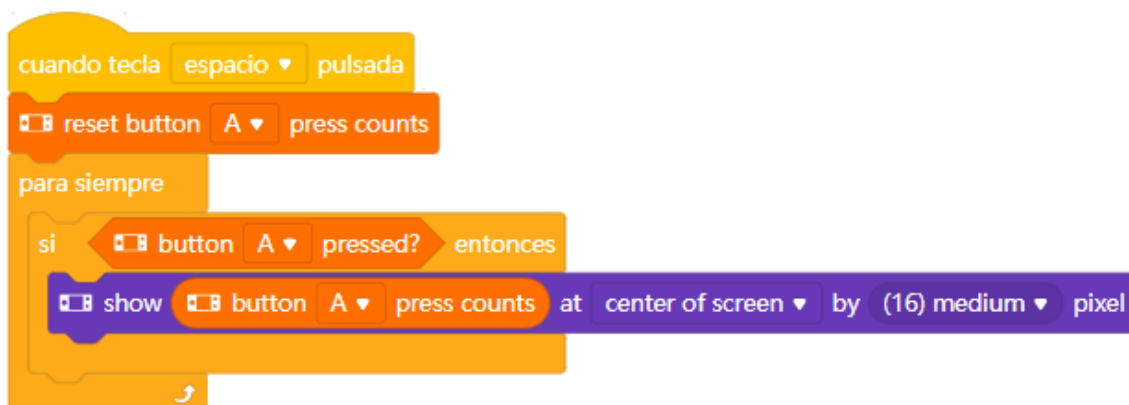 cuando tecla espacio pulsada
reset button A press counts
para siempre
si button A pressed? entonces
show button A press counts at center of screen by (16) medium pixel